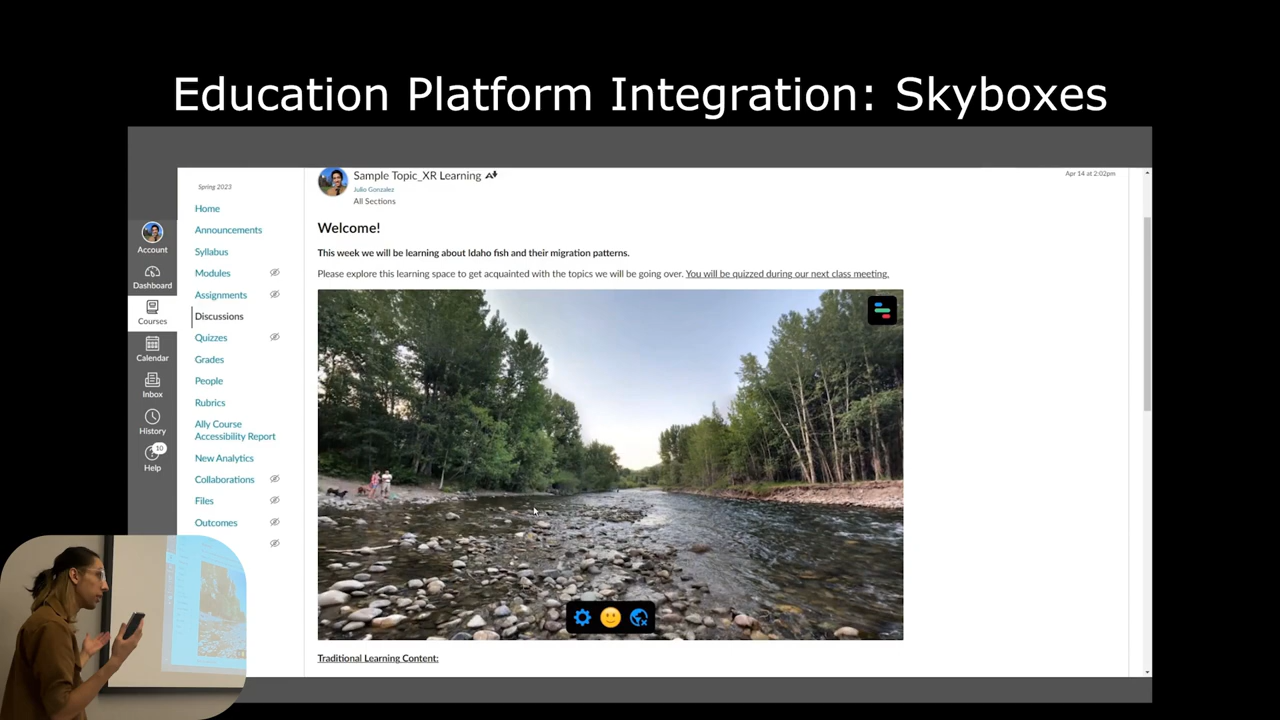 Education Platform Integration: Skyboxes
Spring 2023
Home
Announcements
Syllabus
Modules
Assignments
Discussions
Quizzes
Grades
People
Rubrics
Ally Course
Accessibility Report
New Analytics
Collaborations
Files
Outcomes
Account
Dashboard
Courses
Calendar
Inbox
History
10
Help
Sample Topic_XR Learning
Apr 14 at 2:02pm
Julio Gonzalez
All Sections
Welcome!
This week we will be learning about Idaho fish and their migration patterns.
Please explore this learning space to get acquainted with the topics we will be going over. You will be quizzed during our next class meeting.
Traditional Learning Content: